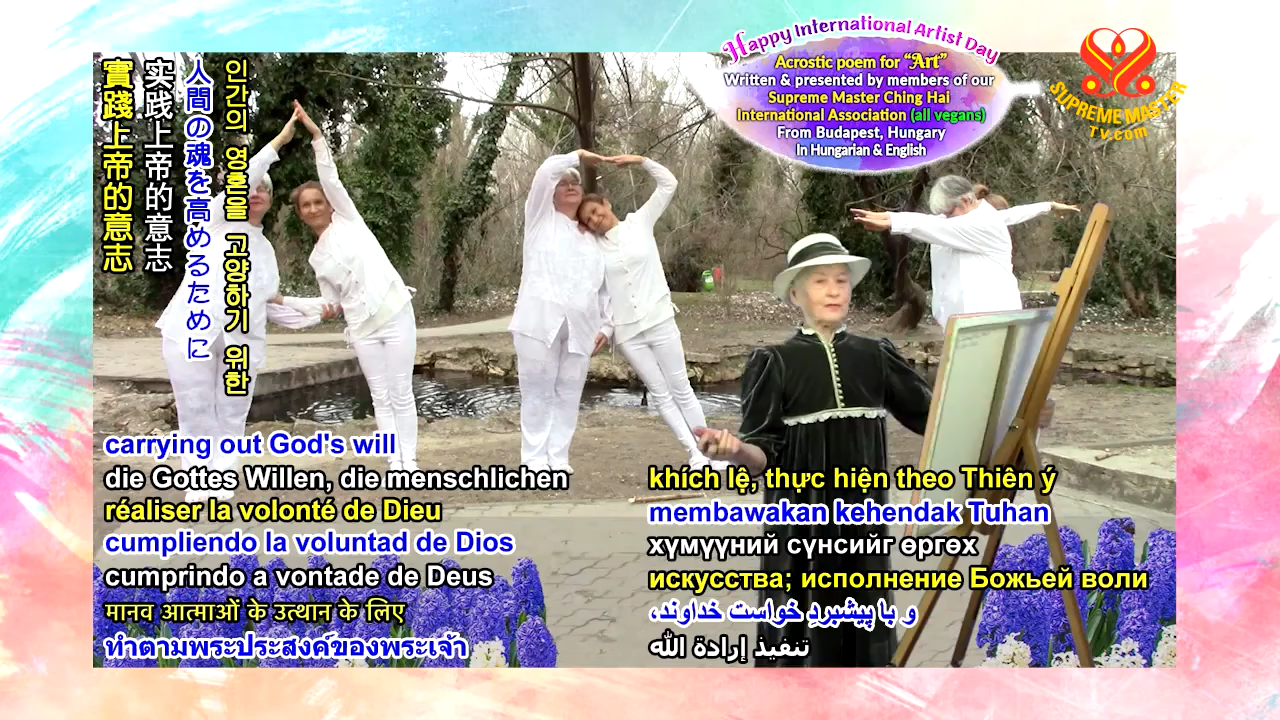 Happy International Artist Day
Acrostic poem for “Art”
Written & presented by members of our
Supreme Master Ching Hai
International Association (all vegans)
From Budapest, Hungary
In Hungarian & English
SUPREME MASTER
TV.com
實踐上帝的意志
实践上帝的意志
人間の魂を高めるために
인간의 영혼을 고양하기 위한
carrying out God's will
die Gottes Willen, die menschlichen
réaliser la volonté de Dieu
cumpliendo la voluntad de Dios
cumprindo a vontade de Deus
मानव आत्माओं के उत्थान के लिए
ทำตามพระประสงค์ของพระเจ้า
khích lệ, thực hiện theo Thiên ý
membawakan kehendak Tuhan
хүмүүний сүнсийг өргөх
искусства; исполнение Божьей воли
و با پیشبردِ خواست خداوند،
تنفيذ إرادة الله